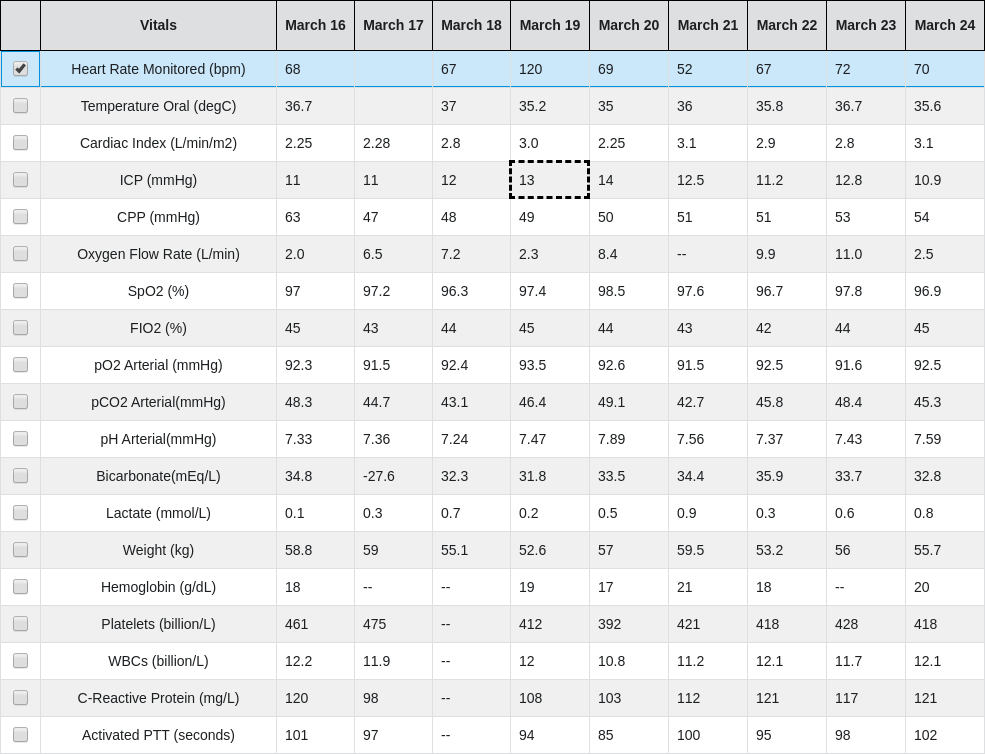 Vitals March 16 March 17 March 18 March 19 March 20 March 21 March 22 March 23 March 24
Heart Rate Monitored (bpm) 68 67 120 69 52 67 72 70
Temperature Oral (degC) 36.7 37 35.2 35 36 35.8 36.7 35.6
Cardiac Index (L/min/m2) 2.25 2.28 2.8 3.0 2.25 3.1 2.9 2.8 3.1
ICP (mmHg) 11 11 12 13 14 12.5 11.2 12.8 10.9
CPP (mmHg) 63 47 48 49 50 51 51 53 54
Oxygen Flow Rate (L/min) 2.0 6.5 7.2 2.3 8.4 -- 9.9 11.0 2.5
SpO2 (%) 97 97.2 96.3 97.4 98.5 97.6 96.7 97.8 96.9
FIO2 (%) 45 43 44 45 44 43 42 44 45
pO2 Arterial (mmHg) 92.3 91.5 92.4 93.5 92.6 91.5 92.5 91.6 92.5
pCO2 Arterial(mmHg) 48.3 44.7 43.1 46.4 49.1 42.7 45.8 48.4 45.3
pH Arterial(mmHg) 7.33 7.36 7.24 7.47 7.89 7.56 7.37 7.43 7.59
Bicarbonate(mEq/L) 34.8 -27.6 32.3 31.8 33.5 34.4 35.9 33.7 32.8
Lactate (mmol/L) 0.1 0.3 0.7 0.2 0.5 0.9 0.3 0.6 0.8
Weight (kg) 58.8 59 55.1 52.6 57 59.5 53.2 56 55.7
Hemoglobin (g/dL) 18 -- -- 19 17 21 18 -- 20
Platelets (billion/L) 461 475 -- 412 392 421 418 428 418
WBCs (billion/L) 12.2 11.9 -- 12 10.8 11.2 12.1 11.7 12.1
C-Reactive Protein (mg/L) 120 98 -- 108 103 112 121 117 121
Activated PTT (seconds) 101 97 -- 94 85 100 95 98 102